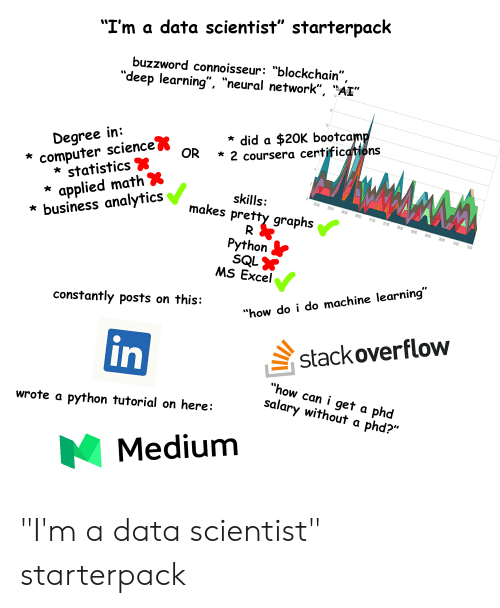 "I'm a data scientist" starterpack
buzzword connoisseur: "blockchain",
"deep learning", "neural network", "AI"
Degree in:
* computer science
* statistics
* applied math
* business analytics
OR
* did a $20K bootcamp
* 2 coursera certifications
skills:
makes pretty graphs
R
Python
SQL
MS Excel
constantly posts on this:
"how do i do machine learning"
in
stackoverflow
wrote a python tutorial on here:
"how can i get a phd
salary without a phd?"
Medium
"I'm a data scientist"
starterpack